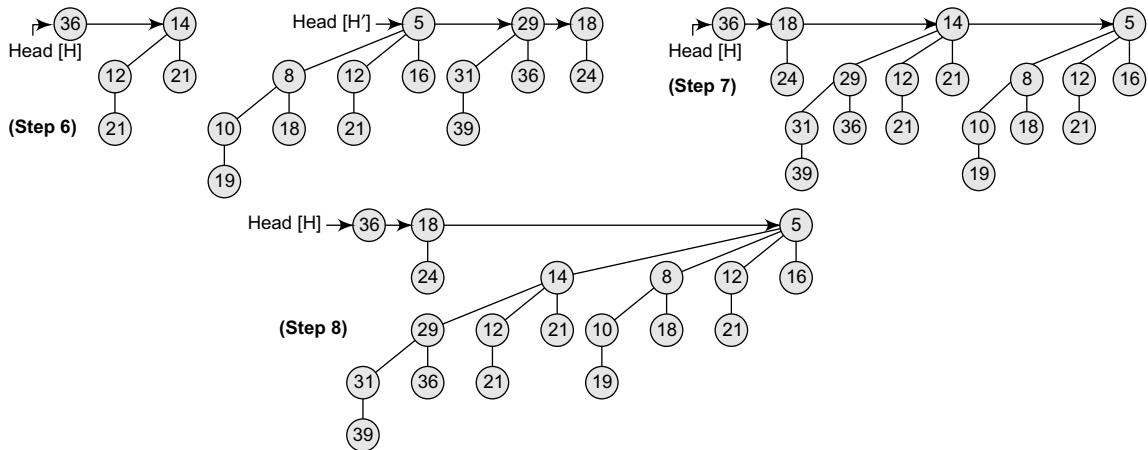 36 14 Head [H′] 5 29 18 36 18 14 5
Head [H] Head [H]
12 21 8 12 16 31 36 24 24 29 12 21 8 12 16
(Step 7)
(Step 6) 21 10 18 21 39 31 36 21 10 18 21
19 39 19
Head [H] 36 18 5
24 14 8 12 16
(Step 8) 29 12 21 10 18 21
31 36 21 19
39